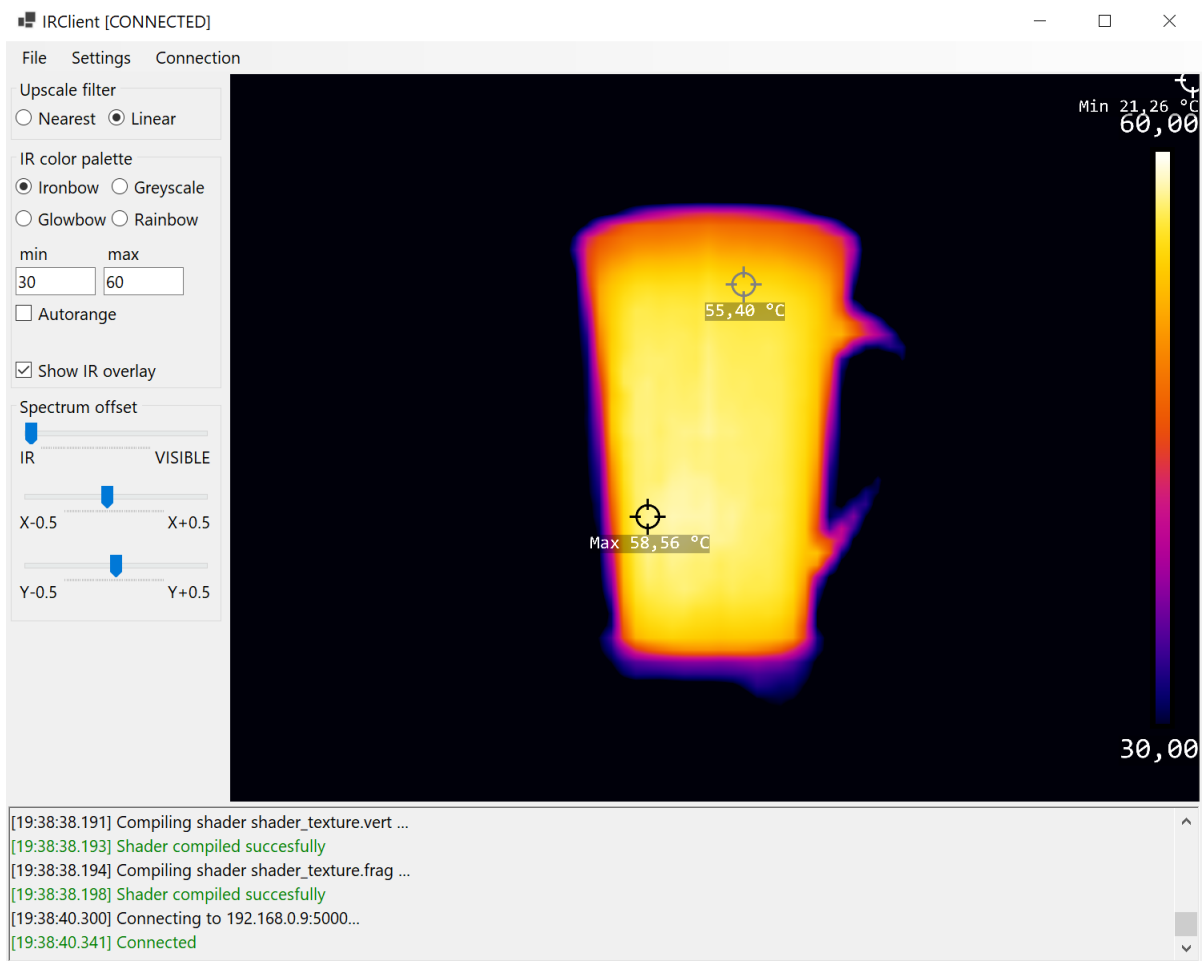 IRClient [CONNECTED]
File Settings Connection
Upscale filter
Nearest Linear
IR color palette
Ironbow Greyscale
Glowbow Rainbow
min max
30 60
Autorange
Show IR overlay
Spectrum offset
IR VISIBLE
X-0.5 X+0.5
Y-0.5 Y+0.5
Min 21,26 °C
60,00
55,40 °C
Max 58,56 °C
30,00
[19:38:38.191] Compiling shader shader_texture.vert ...
[19:38:38.193] Shader compiled succesfully
[19:38:38.194] Compiling shader shader_texture.frag ...
[19:38:38.198] Shader compiled succesfully
[19:38:40.300] Connecting to 192.168.0.9:5000...
[19:38:40.341] Connected